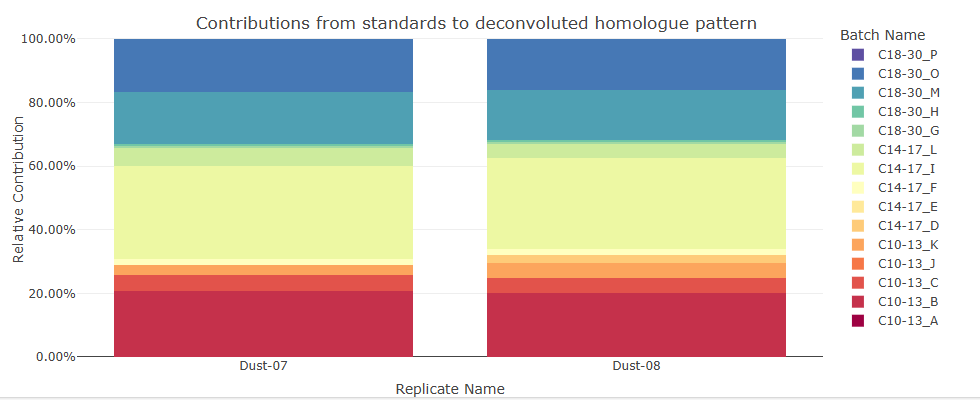 Contributions from standards to deconvoluted homologue pattern
100.00%
80.00%
60.00%
40.00%
20.00%
0.00%
Relative Contribution
Dust-07
Dust-08
Replicate Name
Batch Name
C18-30_P
C18-30_O
C18-30_M
C18-30_H
C18-30_G
C14-17_L
C14-17_I
C14-17_F
C14-17_E
C14-17_D
C10-13_K
C10-13_J
C10-13_C
C10-13_B
C10-13_A